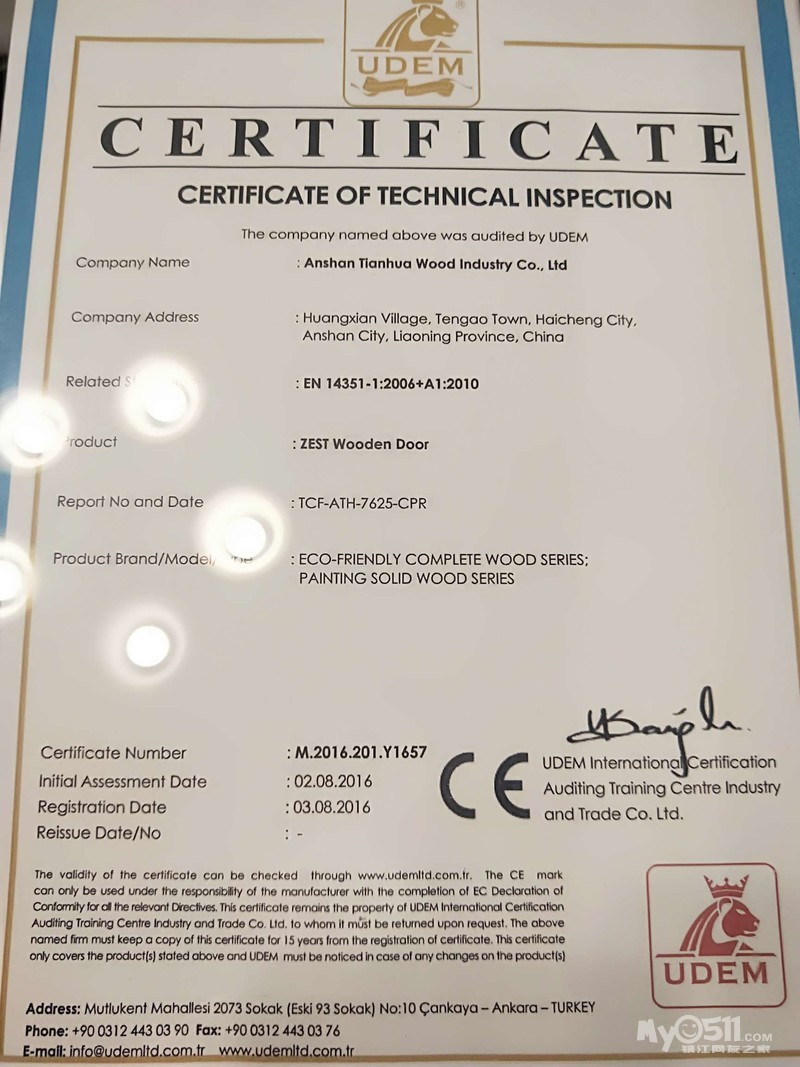 UDEM
®
CERTIFICATE
CERTIFICATE OF TECHNICAL INSPECTION
The company named above was audited by UDEM
Company Name : Anshan Tianhua Wood Industry Co., Ltd
Company Address : Huangxian Village, Tengao Town, Haicheng City,
Anshan City, Liaoning Province, China
Related : EN 14351-1:2006+A1:2010
roduct : ZEST Wooden Door
Report No and Date : TCF-ATH-7625-CPR
Product Brand/Model/ : ECO-FRIENDLY COMPLETE WOOD SERIES;
PAINTING SOLID WOOD SERIES
Certificate Number : M.2016.201.Y1657
Initial Assessment Date : 02.08.2016
Registration Date : 03.08.2016
Reissue Date/No : -
CE
UDEM International Certification
Auditing Training Centre Industry
and Trade Co. Ltd.
The validity of the certificate can be checked through www.udemltd.com.tr. The CE mark
can only be used under the responsibility of the manufacturer with the completion of EC Declaration of
Conformity for all the relevant Directives. This certificate remains the property of UDEM International Certification
Auditing Training Centre Industry and Trade Co. Ltd. to whom it must be returned upon request. The above
named firm must keep a copy of this certificate for 15 years from the registration of certificate. This certificate
only covers the product(s) stated above and UDEM must be noticed in case of any changes on the product(s)
UDEM
Address: Mutlukent Mahallesi 2073 Sokak (Eski 93 Sokak) No:10 Çankaya – Ankara – TURKEY
Phone: +90 0312 443 03 90 Fax: +90 0312 443 03 76
E-mail: info@udemltd.com.tr www.udemltd.com.tr
My0511.COM
镇江网友之家